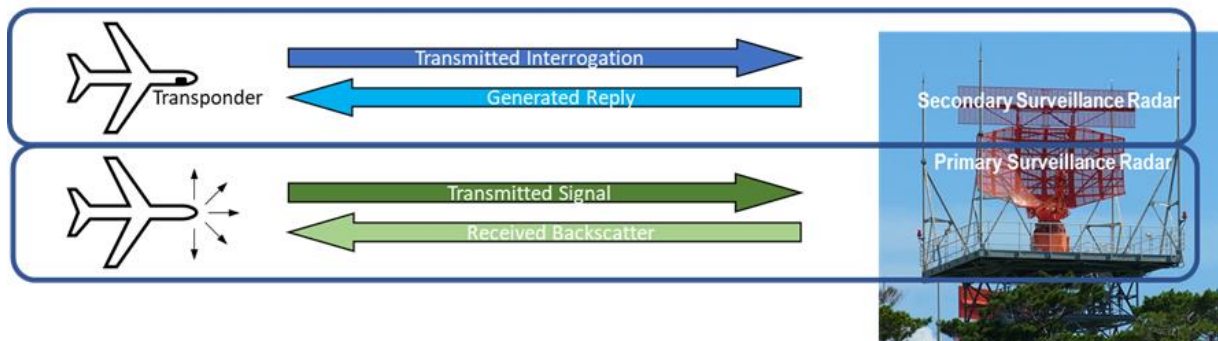 Transmitted Interrogation
Transponder
Generated Reply
Secondary Surveillance Radar
Primary Surveillance Radar
Transmitted Signal
Received Backscatter